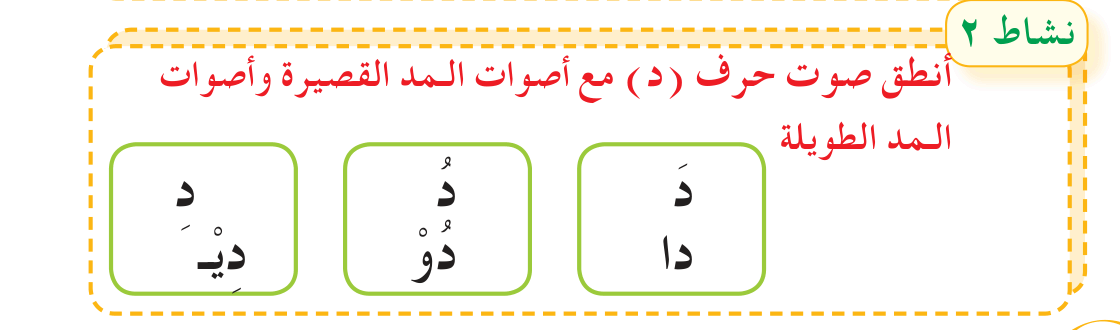 نشاط ٢
أنطق صوت حرف (د) مع أصوات المد القصيرة وأصوات
المد الطويلة
دَ
دا
دُ
دُوْ
دِ
دِيْـ